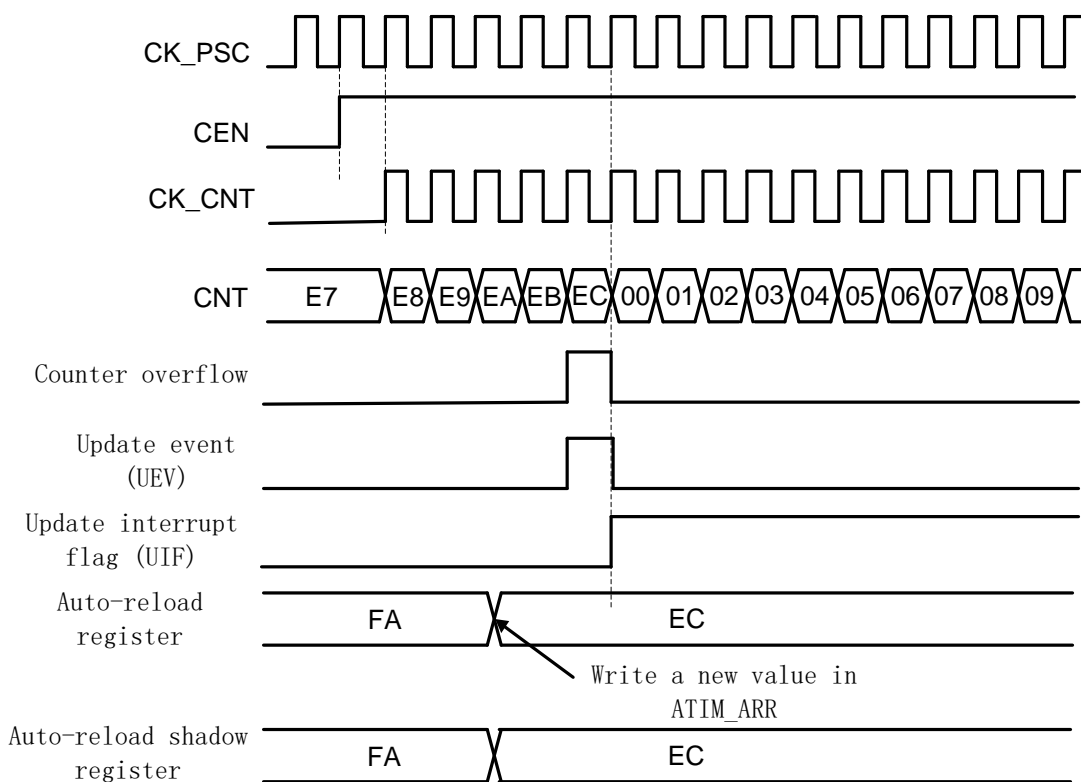 CK_PSC
CEN
CK_CNT
CNT E7 E8 E9 EA EB EC 00 01 02 03 04 05 06 07 08 09
Counter overflow
Update event
(UEV)
Update interrupt
flag (UIF)
Auto-reload
register
FA EC
Write a new value in
ATIM_ARR
Auto-reload shadow
register
FA EC